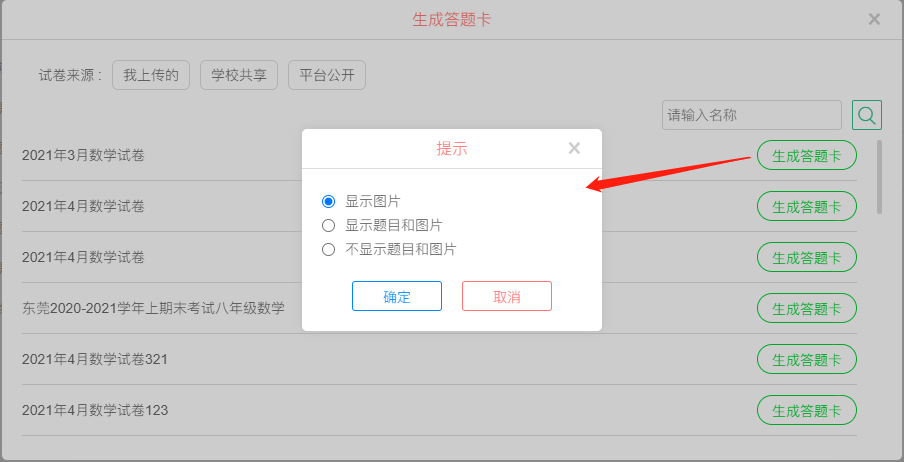 生成答题卡
试卷来源： 我上传的 学校共享 平台公开
请输入名称
2021年3月数学试卷 生成答题卡
2021年4月数学试卷 生成答题卡
2021年4月数学试卷 生成答题卡
东莞2020-2021学年上期末考试八年级数学 生成答题卡
2021年4月数学试卷321 生成答题卡
2021年4月数学试卷123 生成答题卡
提示
显示图片
显示题目和图片
不显示题目和图片
确定 取消